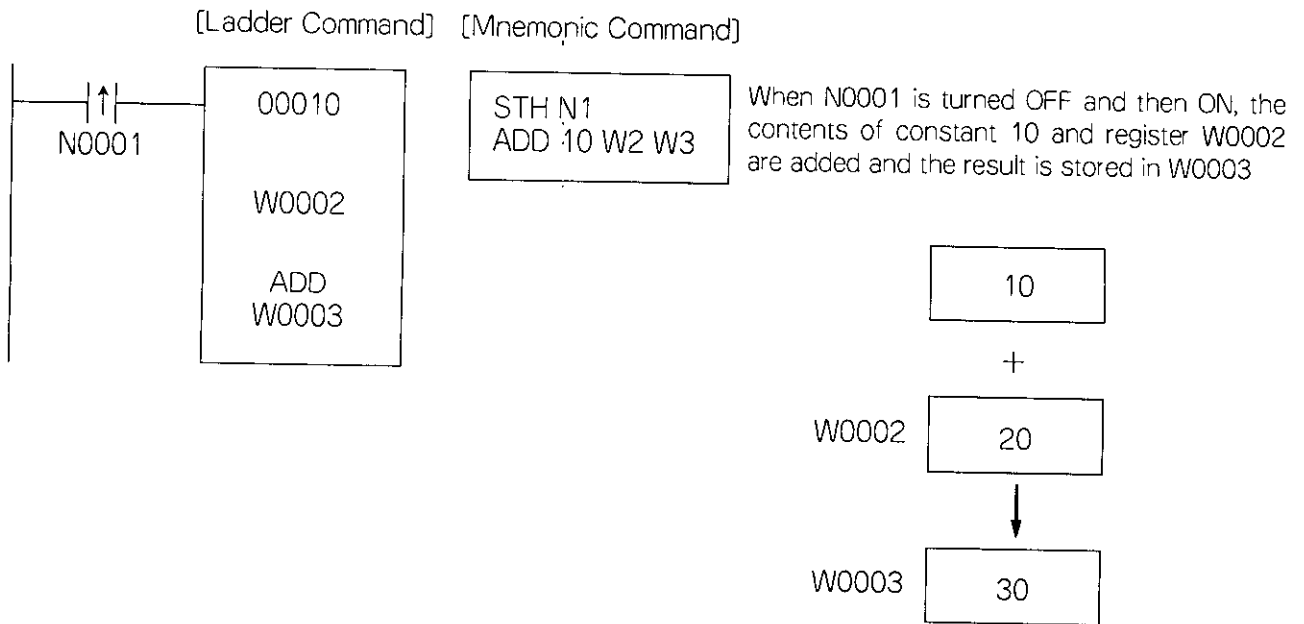 [Ladder Command] [Mnemonic Command]
N0001
00010
W0002
ADD
W0003
STH N1
ADD 10 W2 W3
When N0001 is turned OFF and then ON, the
contents of constant 10 and register W0002
are added and the result is stored in W0003
10
+
W0002 20
W0003 30